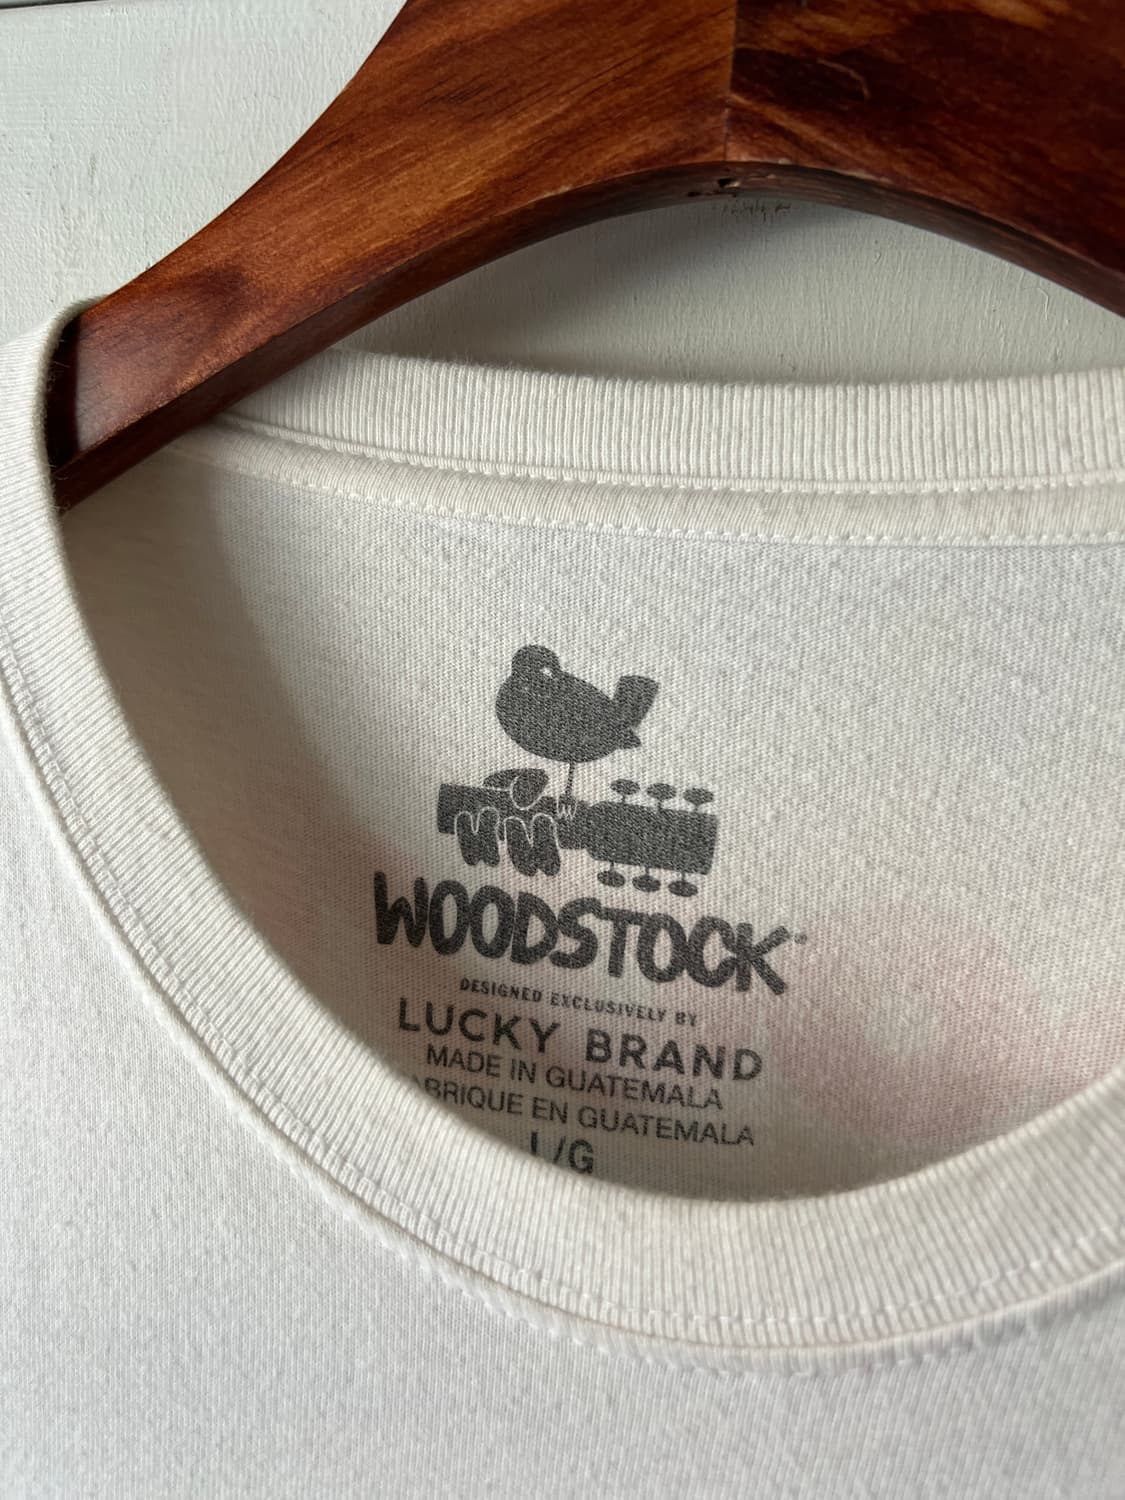 WOODSTOCK®
DESIGNED EXCLUSIVELY BY
LUCKY BRAND
MADE IN GUATEMALA
ABRIQUE EN GUATEMALA
L/G